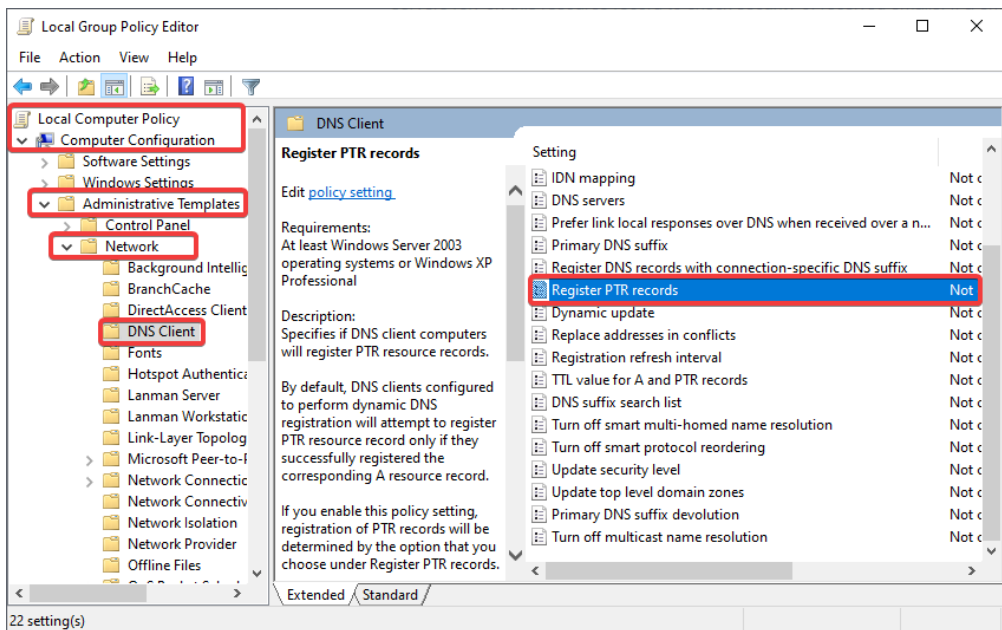 Local Group Policy Editor
File Action View Help
Local Computer Policy
Computer Configuration
Software Settings
Windows Settings
Administrative Templates
Control Panel
Network
Background Intellig
BranchCache
DirectAccess Client
DNS Client
Fonts
Hotspot Authentica
Lanman Server
Lanman Workstatic
Link-Layer Topolog
Microsoft Peer-to-F
Network Connectic
Network Connectiv
Network Isolation
Network Provider
Offline Files
DNS Client
Register PTR records
Edit policy setting
Requirements:
At least Windows Server 2003
operating systems or Windows XP
Professional
Description:
Specifies if DNS client computers
will register PTR resource records.
By default, DNS clients configured
to perform dynamic DNS
registration will attempt to register
PTR resource record only if they
successfully registered the
corresponding A resource record.
If you enable this policy setting,
registration of PTR records will be
determined by the option that you
choose under Register PTR records.
Setting
IDN mapping Not c
DNS servers Not c
Prefer link local responses over DNS when received over a n... Not c
Primary DNS suffix Not c
Register DNS records with connection-specific DNS suffix Not c
Register PTR records Not
Dynamic update Not c
Replace addresses in conflicts Not c
Registration refresh interval Not c
TTL value for A and PTR records Not c
DNS suffix search list Not c
Turn off smart multi-homed name resolution Not c
Turn off smart protocol reordering Not c
Update security level Not c
Update top level domain zones Not c
Primary DNS suffix devolution Not c
Turn off multicast name resolution Not c
Extended Standard
22 setting(s)